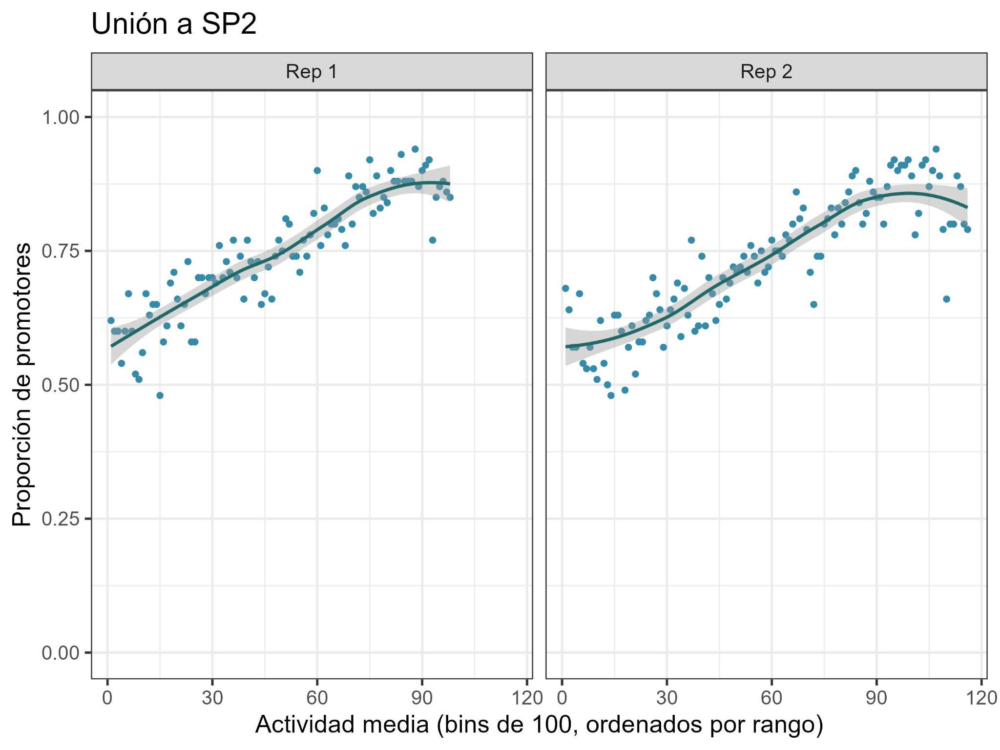 Unión a SP2
Rep 1
Rep 2
1.00
0.75
0.50
0.25
0.00
Proporción de promotores
0 30 60 90 120
0 30 60 90 120
Actividad media (bins de 100, ordenados por rango)